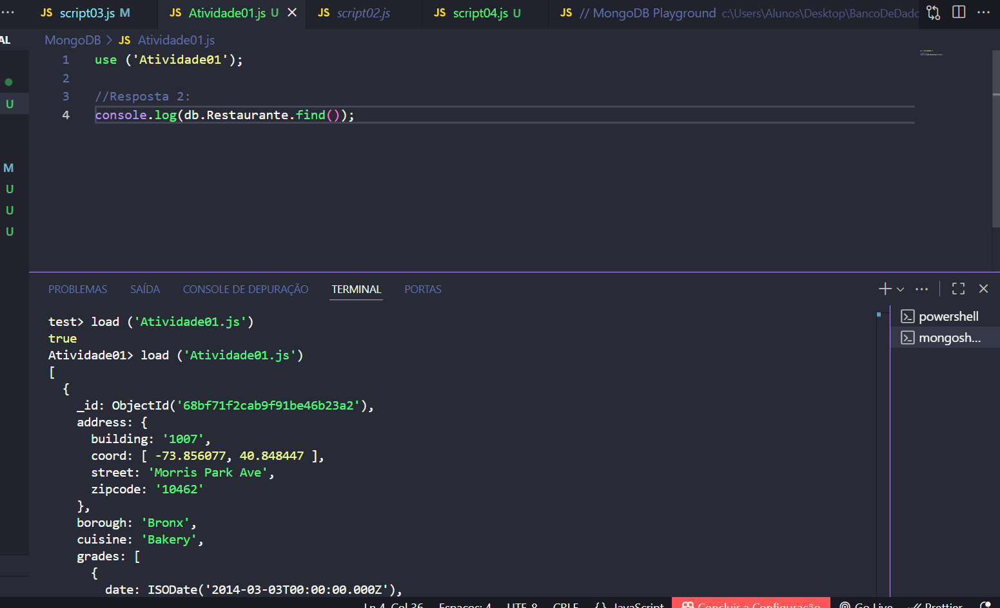 JS script03.js M
JS Atividade01.js U
JS script02.js
JS script04.js U
JS // MongoDB Playground c:\Users\Alunos\Desktop\BancoDeDado
AL
MongoDB > JS Atividade01.js
1 use ('Atividade01');
2
3 //Resposta 2:
4 console.log(db.Restaurante.find());
U
M
U
U
U
PROBLEMAS SAÍDA CONSOLE DE DEPURAÇÃO TERMINAL PORTAS
powershell
mongosh...
test> load ('Atividade01.js')
true
Atividade01> load ('Atividade01.js')
[
{
_id: ObjectId('68bf71f2cab9f91be46b23a2'),
address: {
building: '1007',
coord: [ -73.856077, 40.848447 ],
street: 'Morris Park Ave',
zipcode: '10462'
},
borough: 'Bronx',
cuisine: 'Bakery',
grades: [
{
date: ISODate('2014-03-03T00:00:00.000Z'),
Ln 4, Col 36 Espaços: 4 UTF-8 CRLF {} JavaScript Concluir a Configuração Go Live Prettier